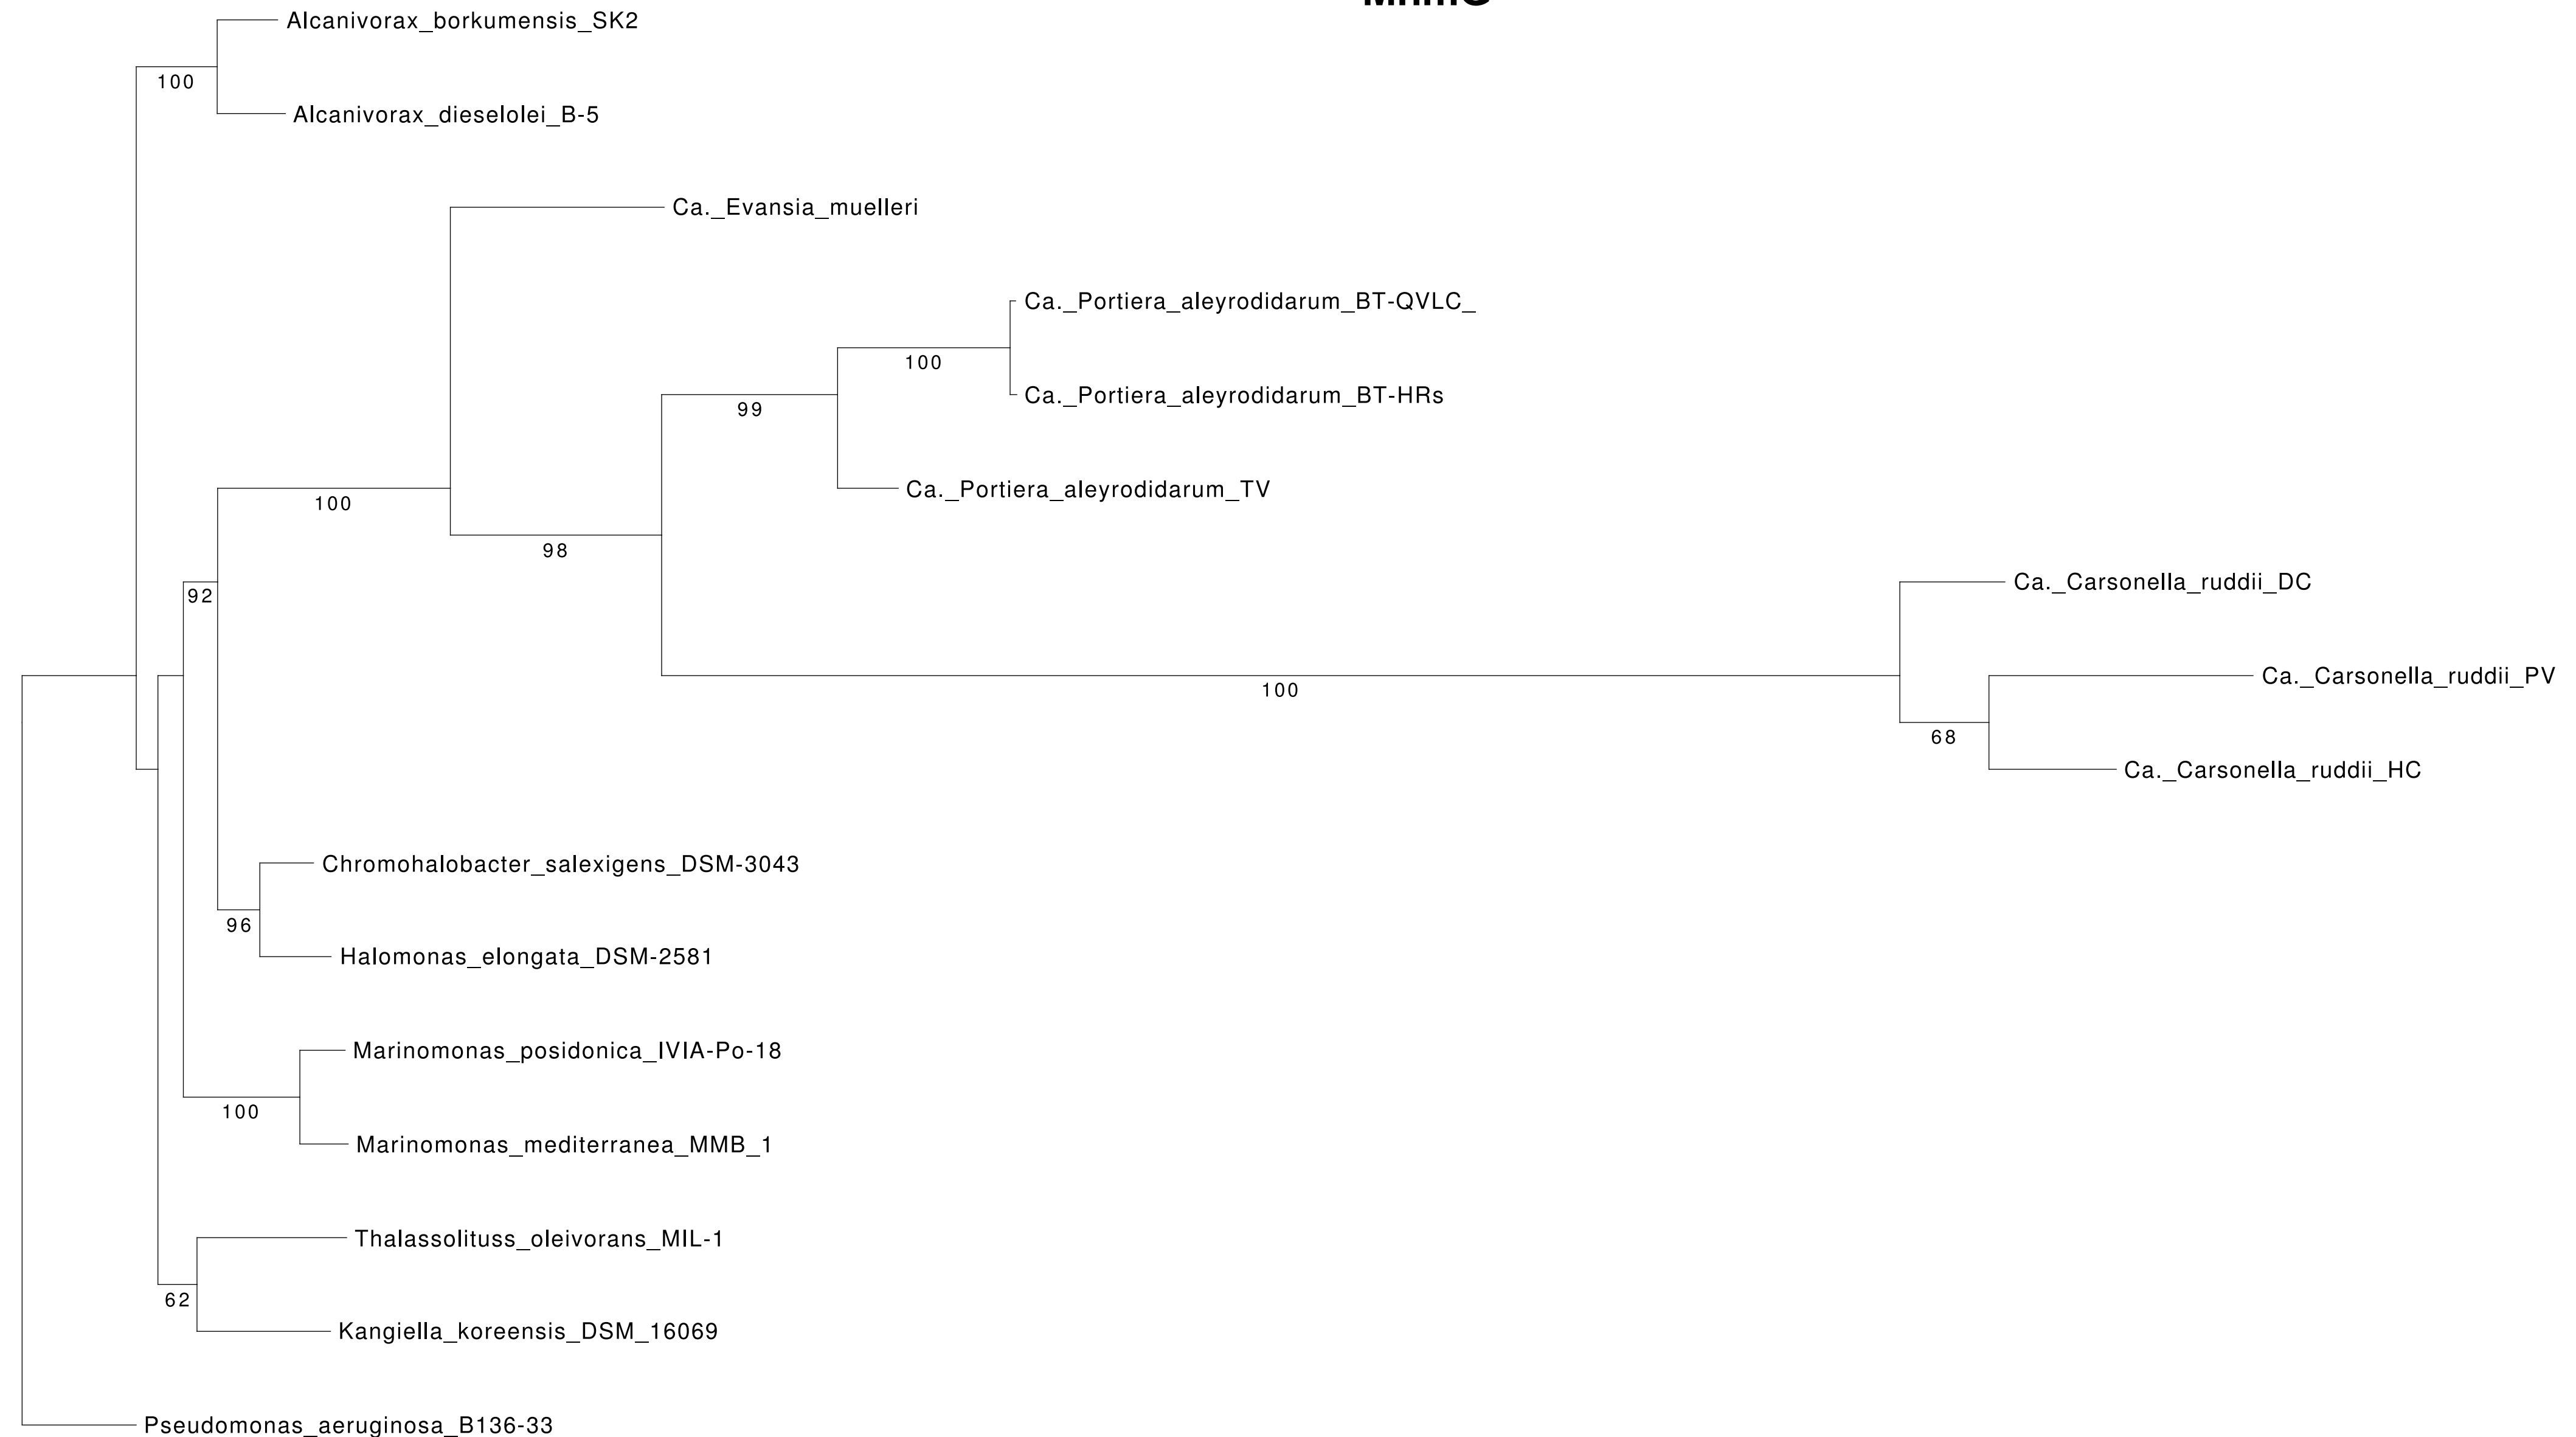 MnmG
Alcanivorax_borkumensis_SK2
100
Alcanivorax_dieselolei_B-5
Ca._Evansia_muelleri
Ca._Portiera_aleyrodidarum_BT-QVLC_
100
Ca._Portiera_aleyrodidarum_BT-HRs
99
Ca._Portiera_aleyrodidarum_TV
100
98
Ca._Carsonella_ruddii_DC
92
Ca._Carsonella_ruddii_PV
100
68
Ca._Carsonella_ruddii_HC
Chromohalobacter_salexigens_DSM-3043
96
Halomonas_elongata_DSM-2581
Marinomonas_posidonica_IVIA-Po-18
100
Marinomonas_mediterranea_MMB_1
Thalassolituss_oleivorans_MIL-1
62
Kangiella_koreensis_DSM_16069
Pseudomonas_aeruginosa_B136-33